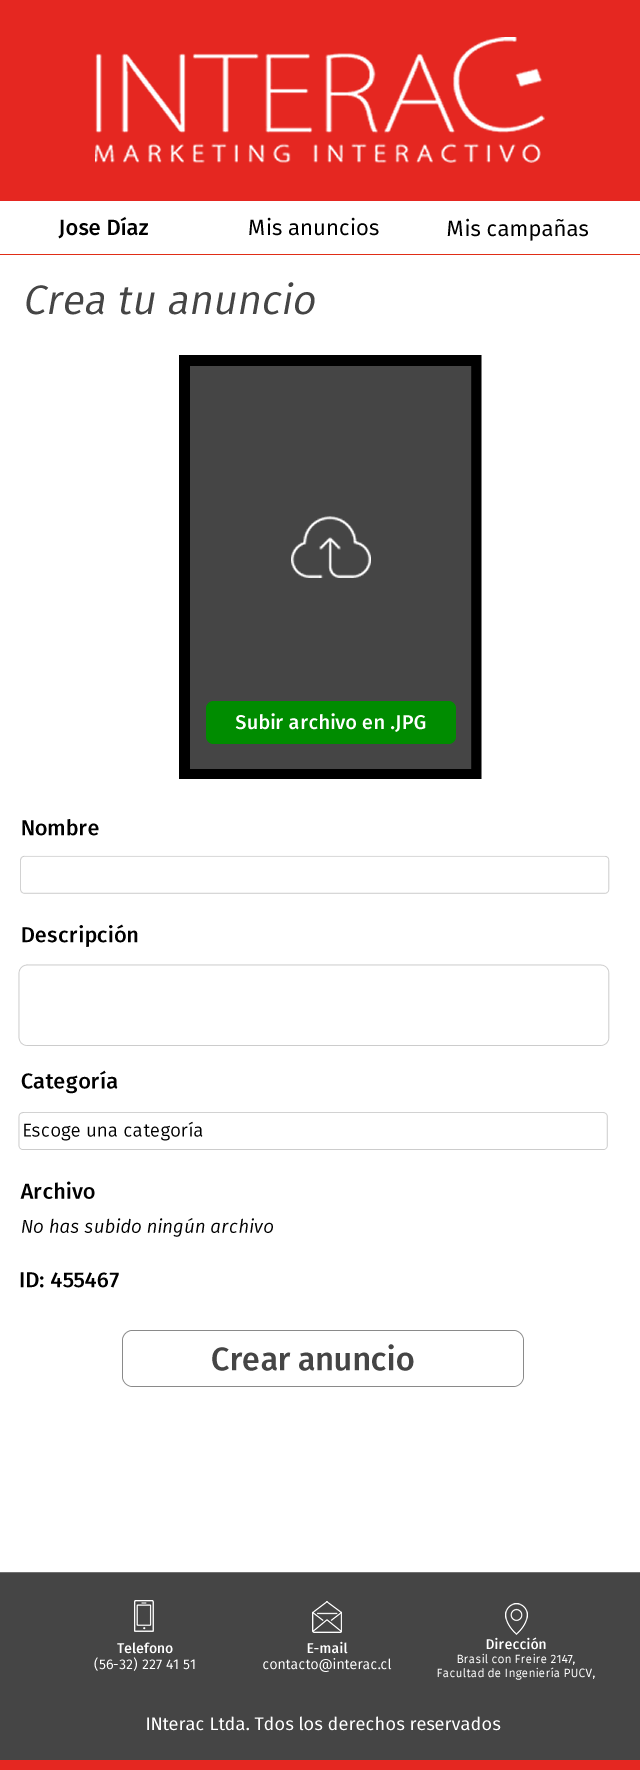 INTERAC
MARKETING INTERACTIVO
Jose Díaz Mis anuncios Mis campañas
Crea tu anuncio
Subir archivo en .JPG
Nombre
Descripción
Categoría
Escoge una categoría
Archivo
No has subido ningún archivo
ID: 455467
Crear anuncio
Telefono
(56-32) 227 41 51
E-mail
contacto@interac.cl
Dirección
Brasil con Freire 2147,
Facultad de Ingeniería PUCV,
INterac Ltda. Tdos los derechos reservados